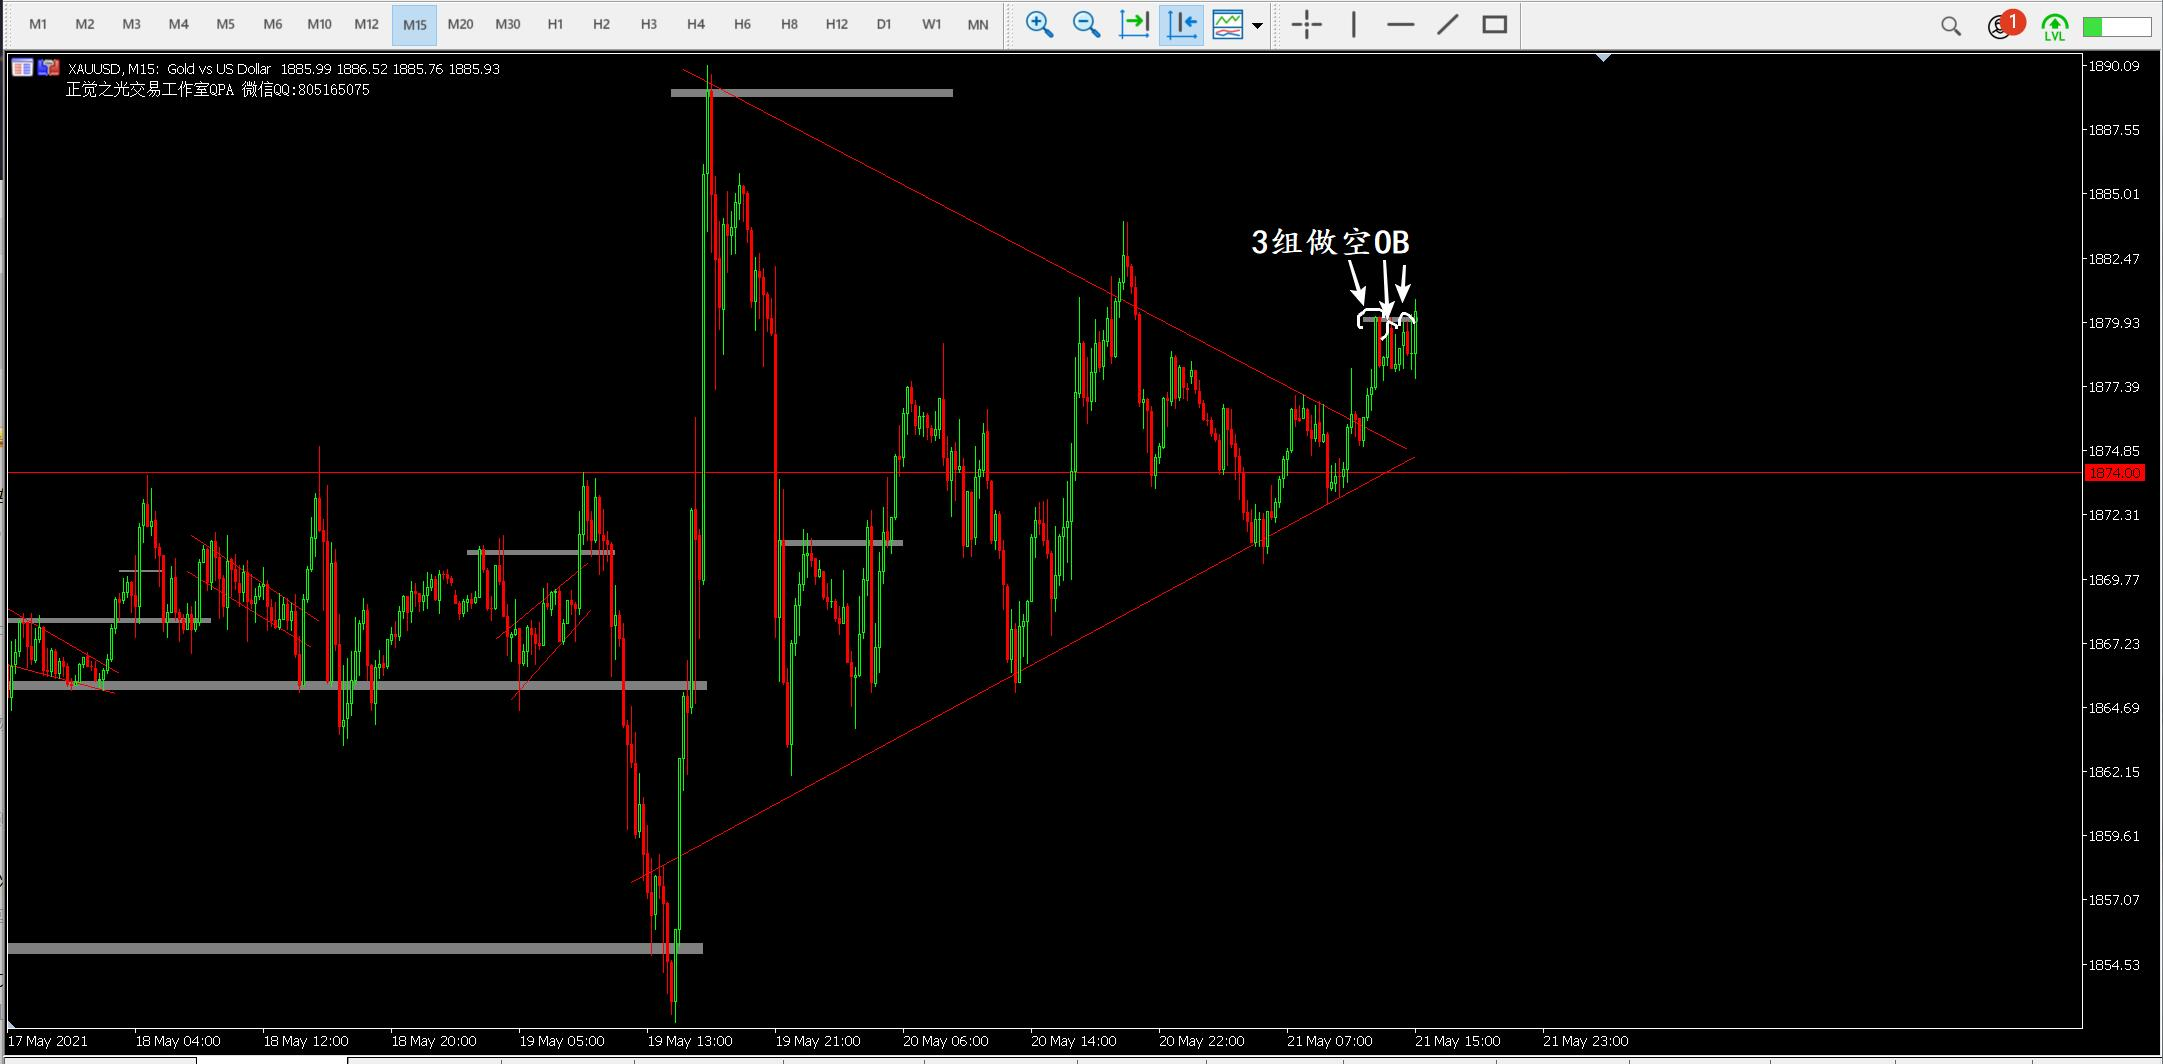 M1 M2 M3 M4 M5 M6 M10 M12 M15 M20 M30 H1 H2 H3 H4 H6 H8 H12 D1 W1 MN
1
LVL
XAUUSD, M15: Gold vs US Dollar 1885.99 1886.52 1885.76 1885.93
正觉之光交易工作室QPA 微信QQ:805165075
3组做空OB
1890.09
1887.55
1885.01
1882.47
1879.93
1877.39
1874.85
1874.00
1872.31
1869.77
1867.23
1864.69
1862.15
1859.61
1857.07
1854.53
17 May 2021 18 May 04:00 18 May 12:00 18 May 20:00 19 May 05:00 19 May 13:00 19 May 21:00 20 May 06:00 20 May 14:00 20 May 22:00 21 May 07:00 21 May 15:00 21 May 23:00